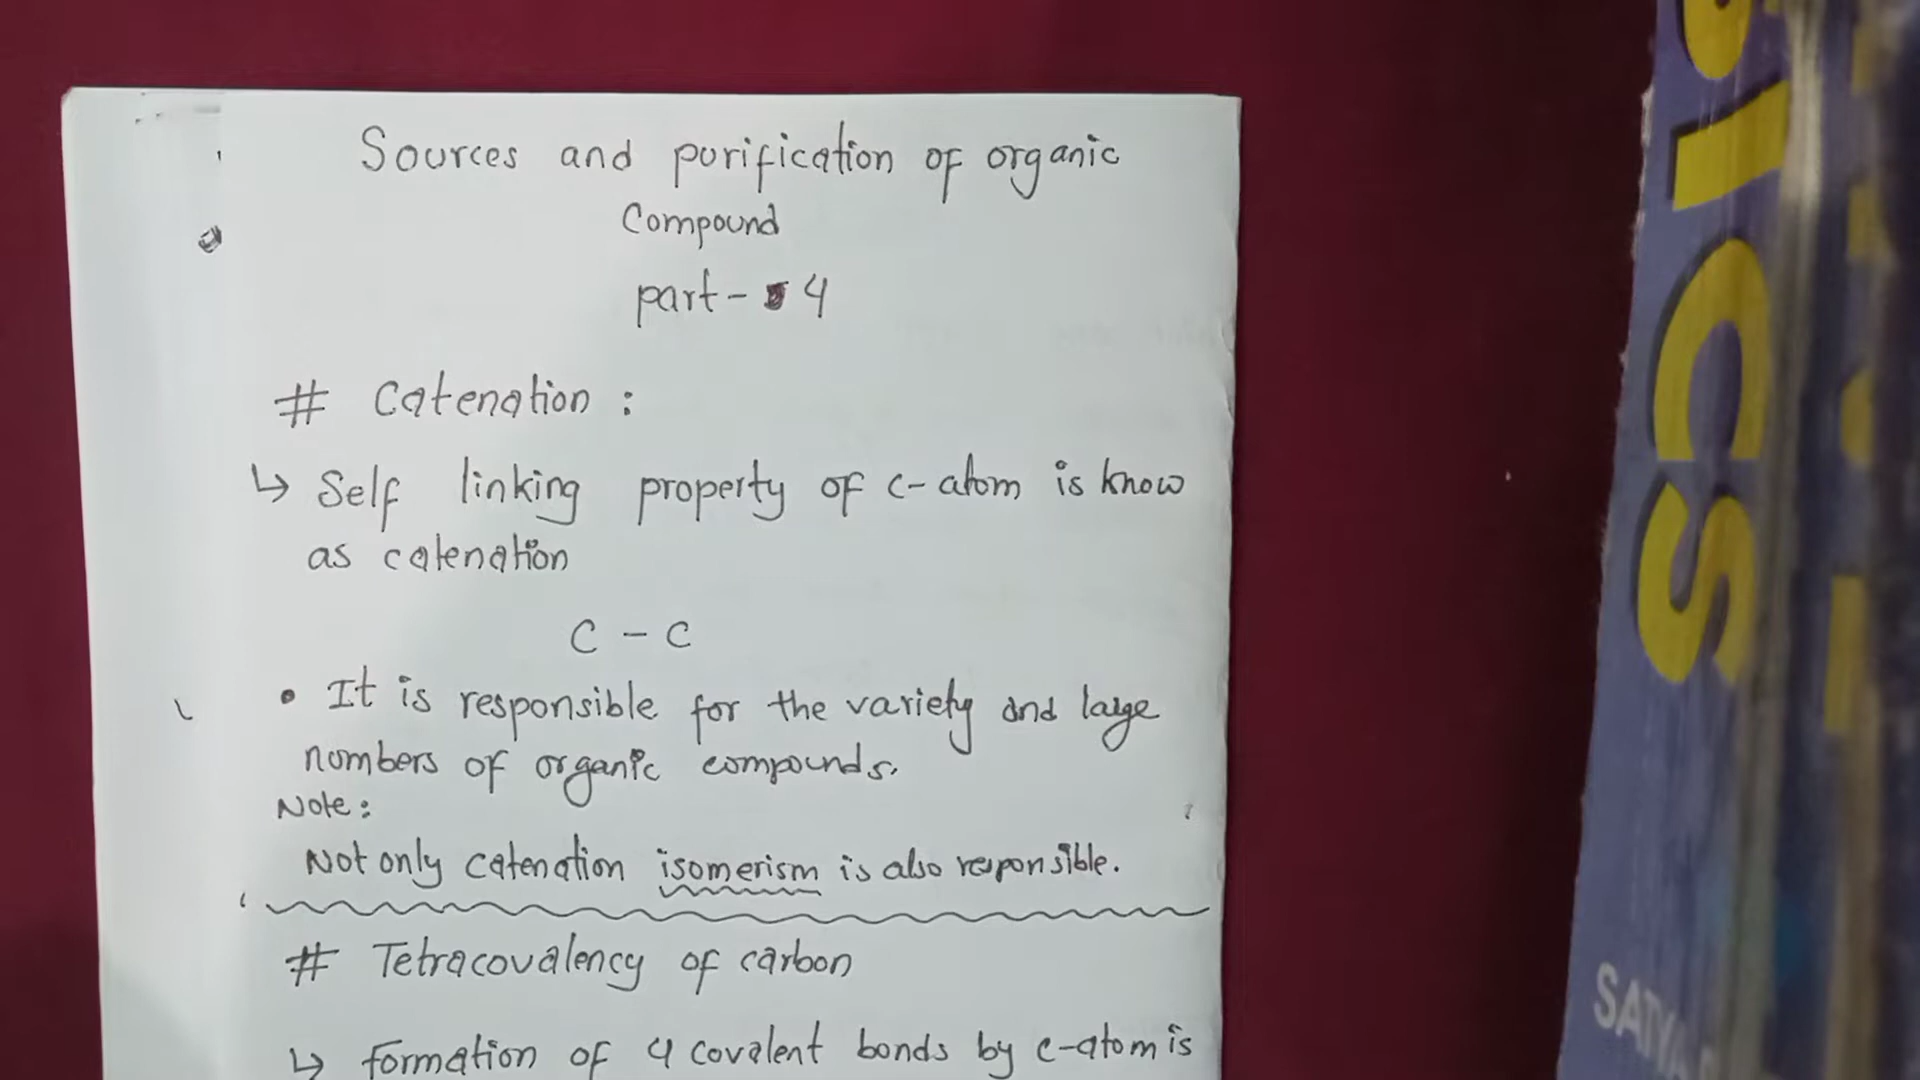 Sources and purification of organic
Compound
part - 4
# Catenation :
↳ Self linking property of c-atom is know
as catenation
C - C
• It is responsible for the variety and large
numbers of organic compounds.
Note :
Not only catenation isomerism is also responsible.
# Tetracovalency of carbon
↳ formation of 4 covalent bonds by c-atom is
SICS